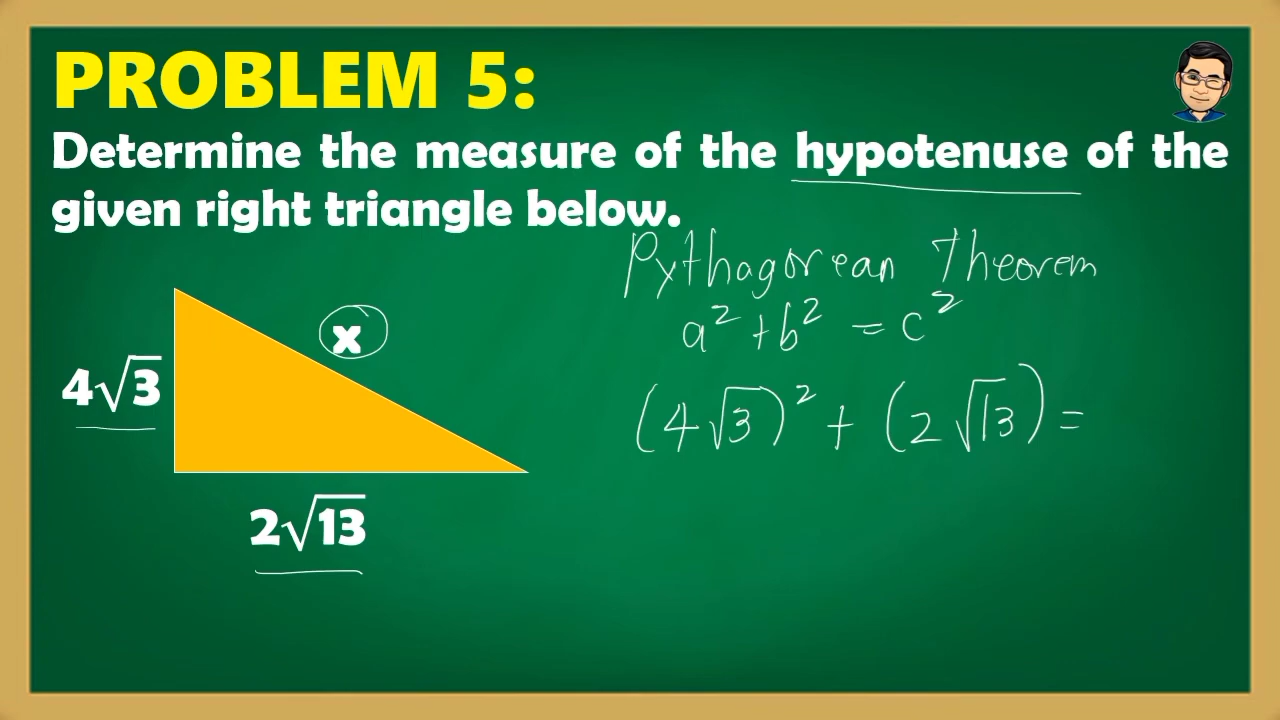 PROBLEM 5:
Determine the measure of the hypotenuse of the
given right triangle below.
Pythagorean Theorem
a² + b² = c²
x
4√3
(4√3)² + (2√13) =
2√13